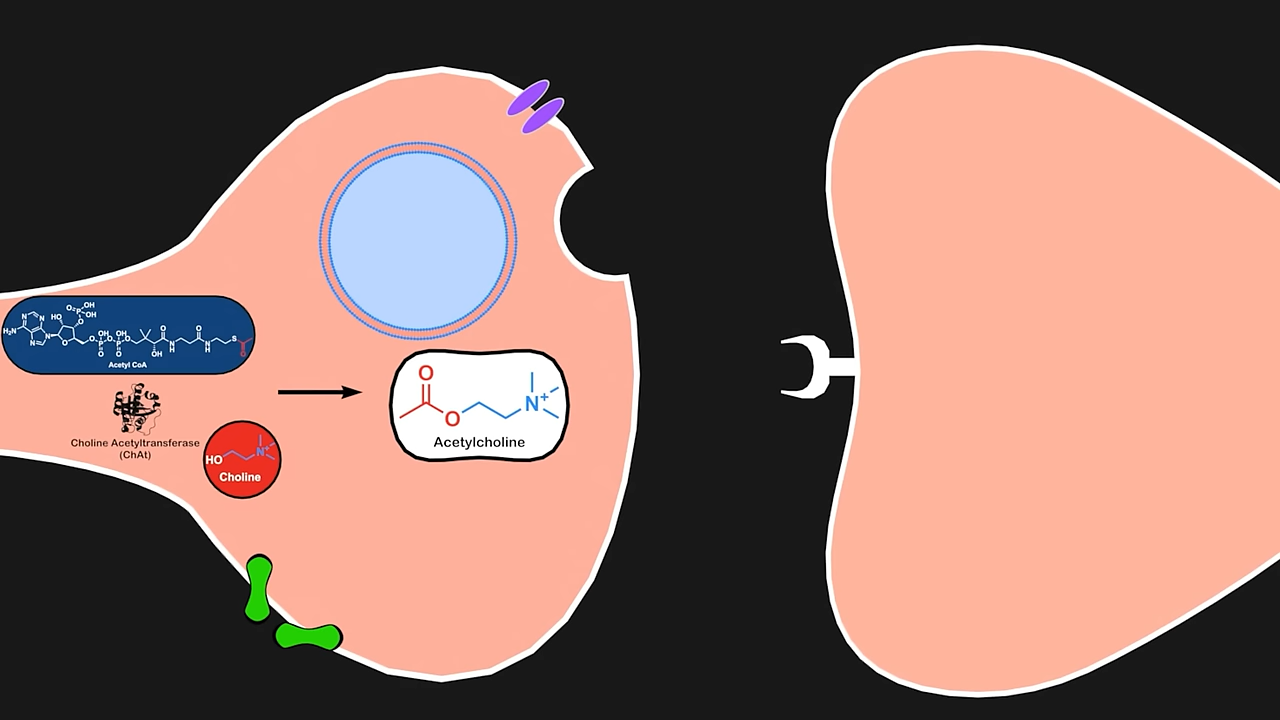 Acetyl CoA
Choline Acetyltransferase
(ChAt)
HO
N+
Choline
O
O
N+
Acetylcholine